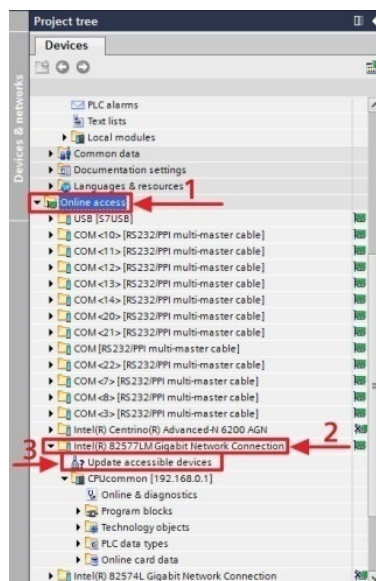 Project tree
Devices
Devices & networks
PLC alarms
Text lists
Local modules
Common data
Documentation settings
Languages & resources
1
Online access
USB [S7USB]
COM <10> [RS232/PPI multi-master cable]
COM <11> [RS232/PPI multi-master cable]
COM <12> [RS232/PPI multi-master cable]
COM <13> [RS232/PPI multi-master cable]
COM <14> [RS232/PPI multi-master cable]
COM <20> [RS232/PPI multi-master cable]
COM <21> [RS232/PPI multi-master cable]
COM [RS232/PPI multi-master cable]
COM <22> [RS232/PPI multi-master cable]
COM <7> [RS232/PPI multi-master cable]
COM <8> [RS232/PPI multi-master cable]
COM <3> [RS232/PPI multi-master cable]
Intel(R) Centrino(R) Advanced-N 6200 AGN
2
Intel(R) 82577LM Gigabit Network Connection
3
Update accessible devices
CPUcommon [192.168.0.1]
Online & diagnostics
Program blocks
Technology objects
PLC data types
Online card data
Intel(R) 82574L Gigabit Network Connection